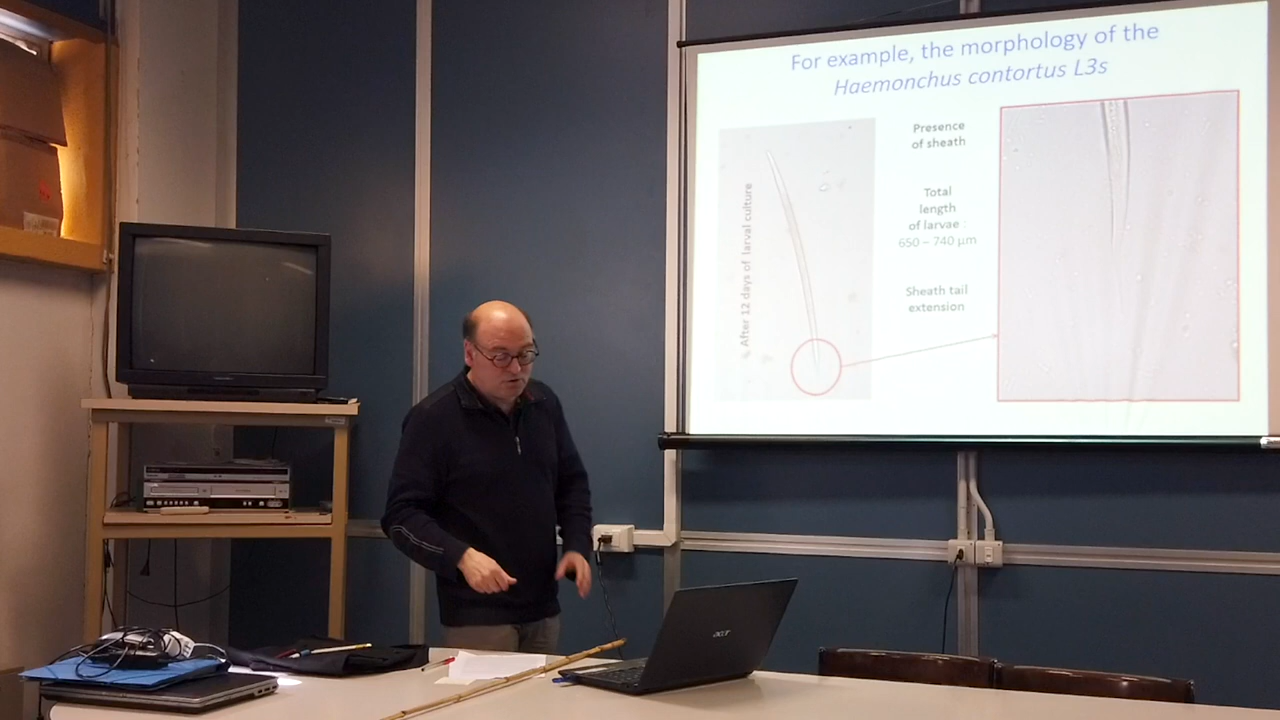 For example, the morphology of the
Haemonchus contortus L3s
After 12 days of larval culture
Presence
of sheath
Total
length
of larvae :
650 – 740 µm
Sheath tail
extension
acer